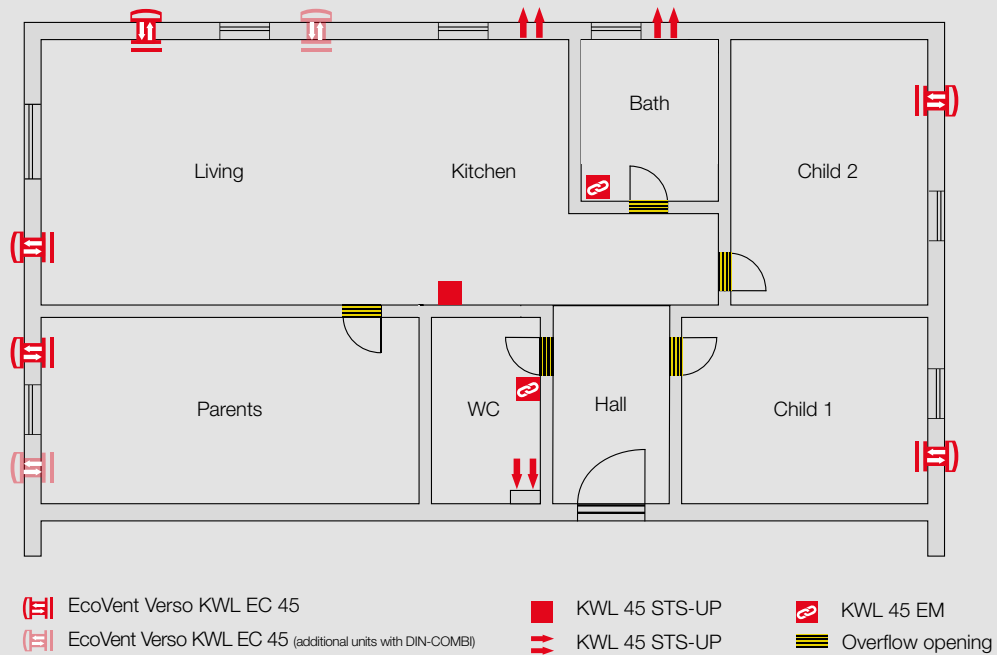 Bath
Living
Kitchen
Child 2
Parents
WC
Hall
Child 1
EcoVent Verso KWL EC 45
KWL 45 STS-UP
KWL 45 EM
EcoVent Verso KWL EC 45 (additional units with DIN-COMBI)
KWL 45 STS-UP
Overflow opening